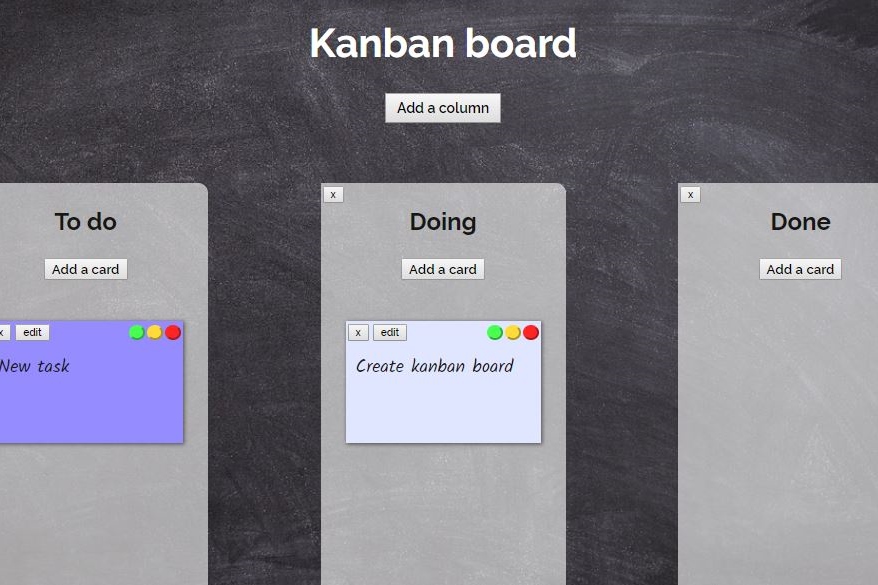 Kanban board
Add a column
x
x
To do
Doing
Done
Add a card
Add a card
Add a card
x
edit
x
edit
New task
Create kanban board